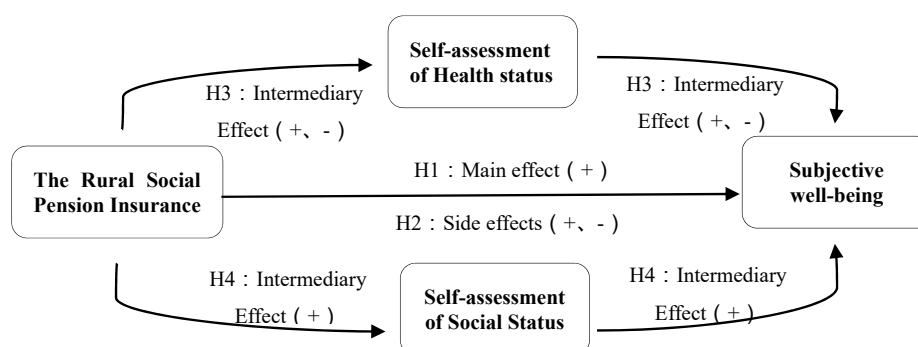 Self-assessment
of Health status
H3：Intermediary
Effect（+、-）
H3：Intermediary
Effect（+、-）
The Rural Social
Pension Insurance
H1：Main effect（+）
H2：Side effects（+、-）
Subjective
well-being
H4：Intermediary
Effect（+）
Self-assessment
of Social Status
H4：Intermediary
Effect（+）